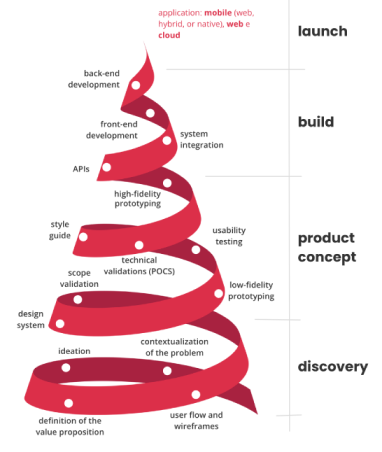 application: mobile (web,
hybrid, or native), web e
cloud
launch
back-end
development
build
front-end
development
system
integration
APIs
high-fidelity
prototyping
style
guide
usability
testing
product
concept
technical
validations (POCS)
scope
validation
low-fidelity
prototyping
design
system
contextualization
of the problem
ideation
discovery
user flow and
wireframes
definition of the
value proposition